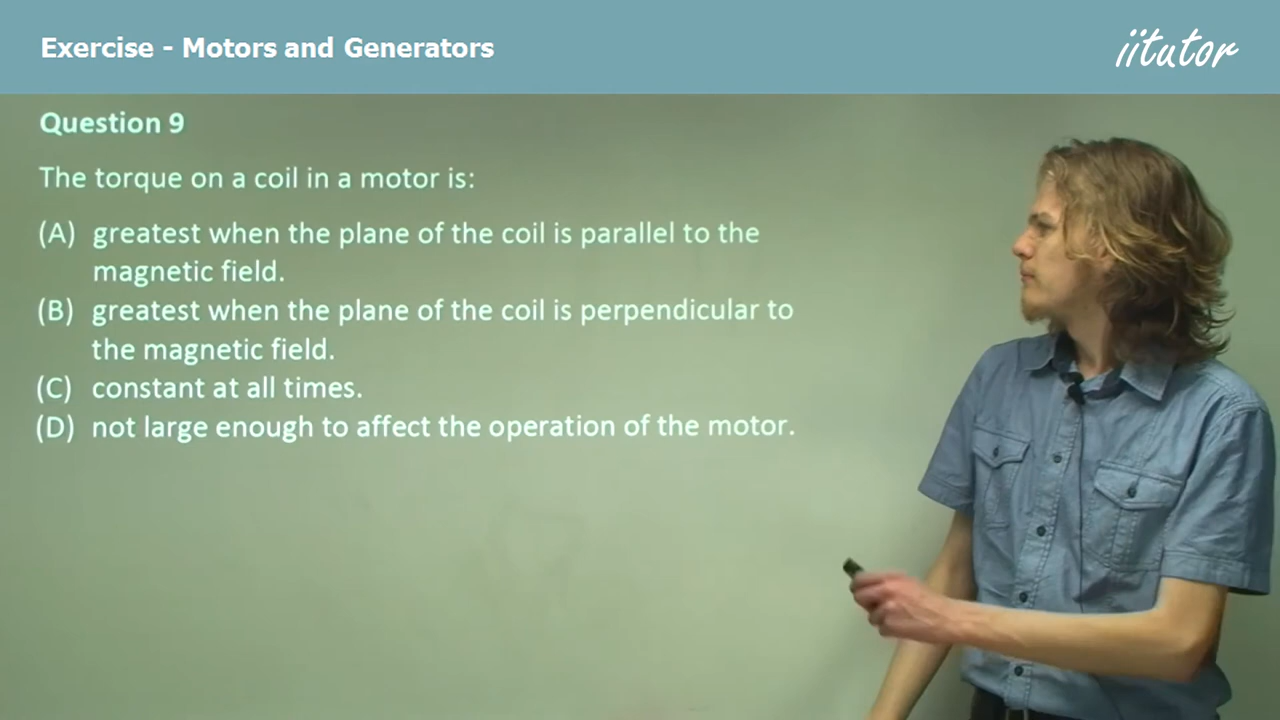 Exercise - Motors and Generators
iitutor
Question 9
The torque on a coil in a motor is:
(A) greatest when the plane of the coil is parallel to the
magnetic field.
(B) greatest when the plane of the coil is perpendicular to
the magnetic field.
(C) constant at all times.
(D) not large enough to affect the operation of the motor.